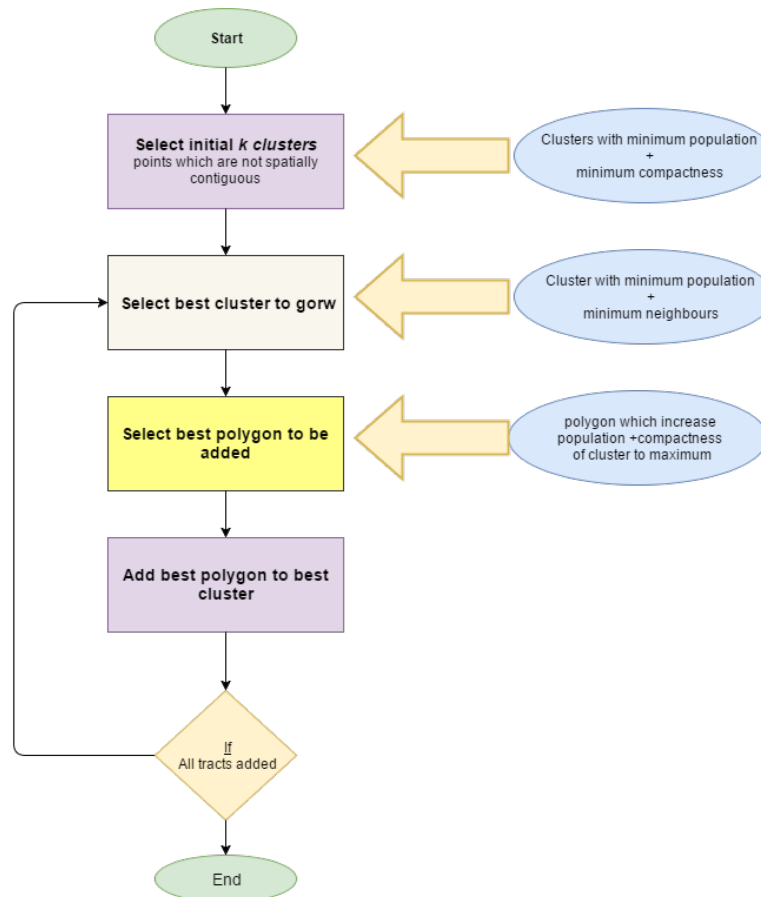 Start
Select initial k clusters
points which are not spatially
contiguous
Clusters with minimum population
+
minimum compactness
Select best cluster to gorw
Cluster with minimum population
+
minimum neighbours
Select best polygon to be
added
polygon which increase
population +compactness
of cluster to maximum
Add best polygon to best
cluster
If
All tracts added
End